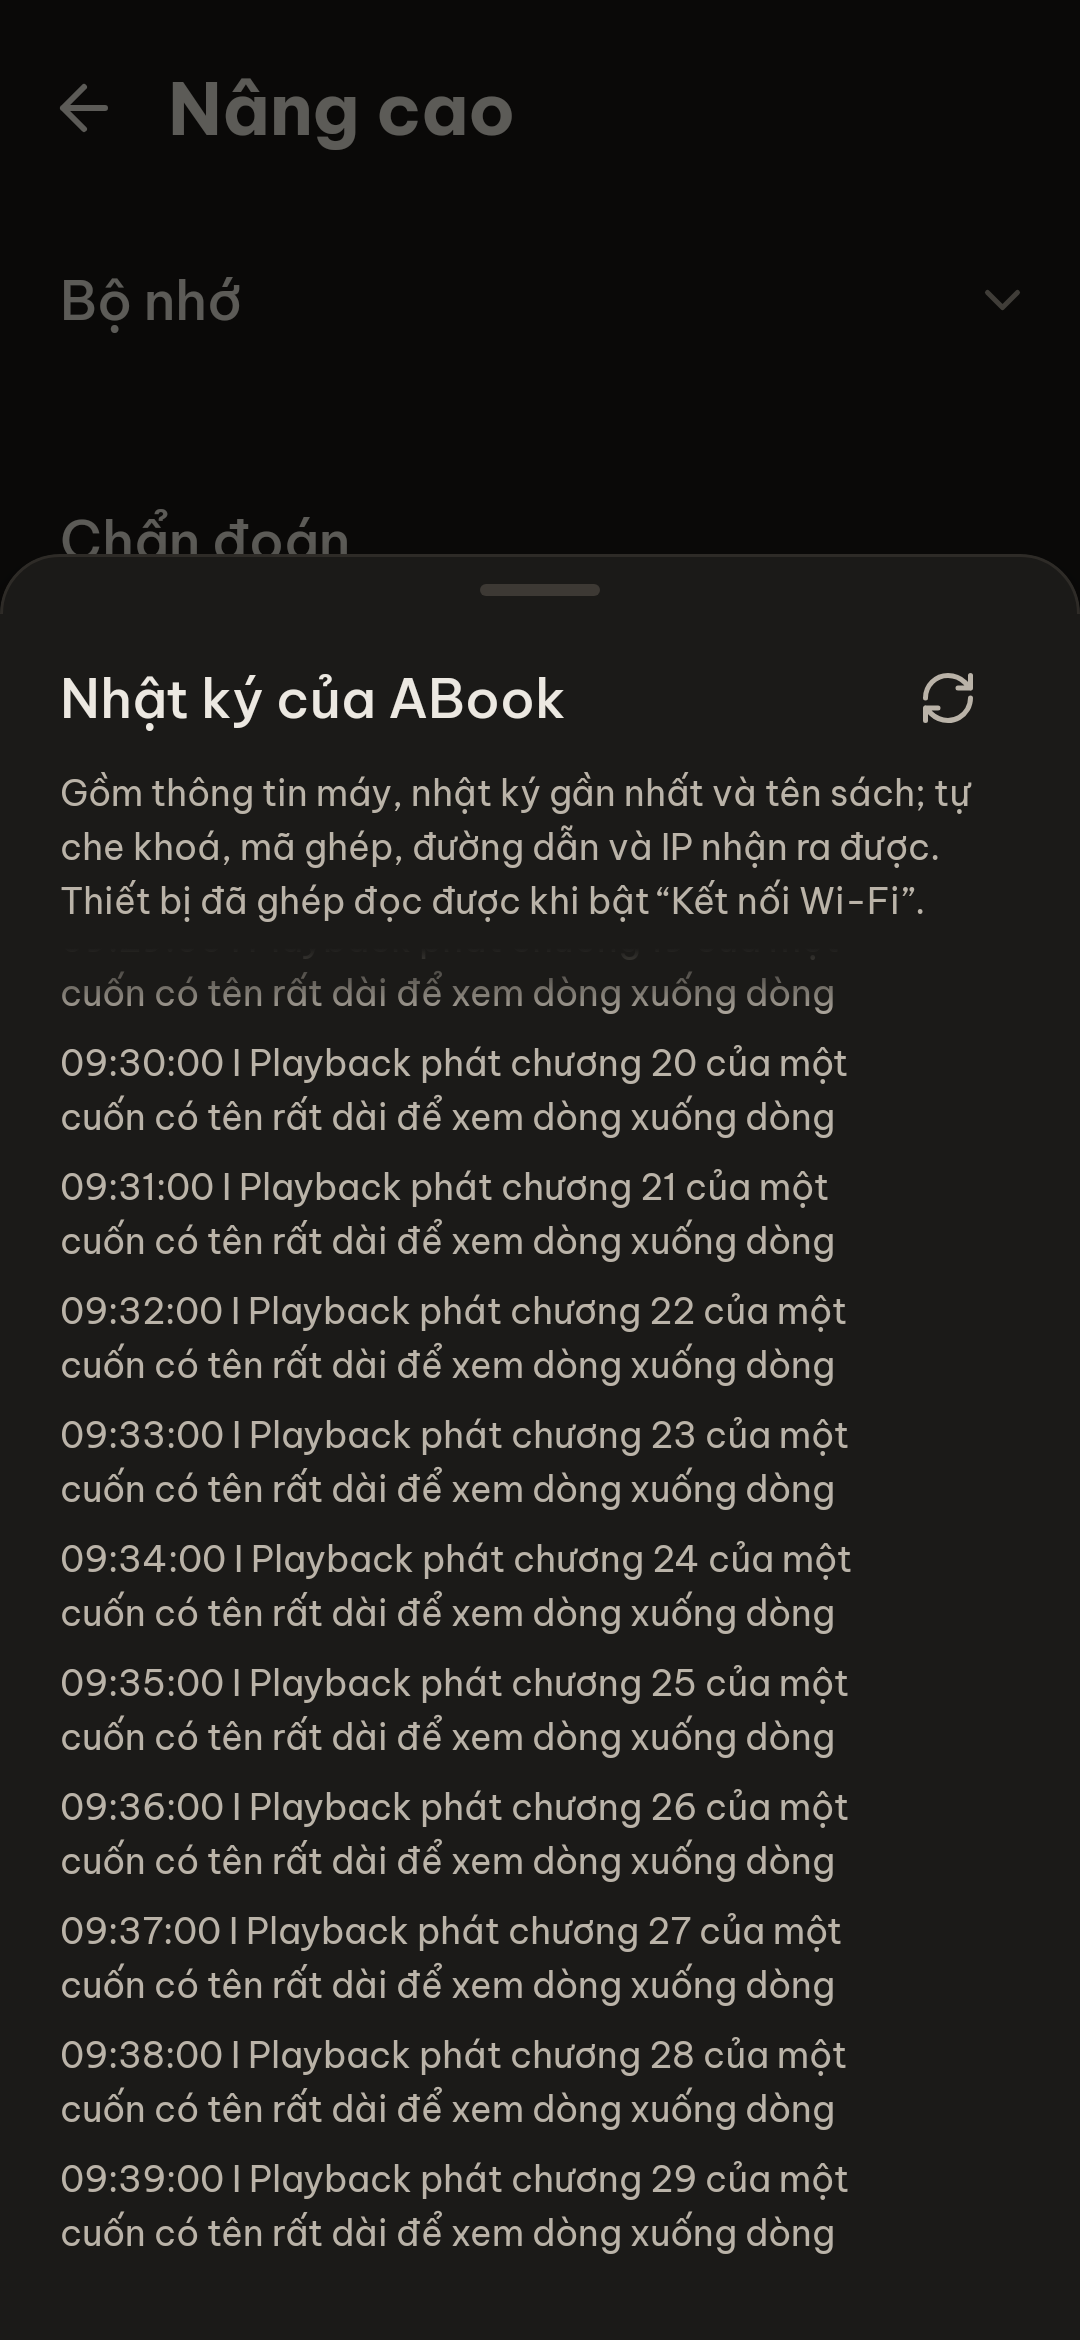 Nâng cao
Bộ nhớ
Chẩn đoán
Nhật ký của ABook
Gồm thông tin máy, nhật ký gần nhất và tên sách; tự
che khoá, mã ghép, đường dẫn và IP nhận ra được.
Thiết bị đã ghép đọc được khi bật “Kết nối Wi-Fi”.
cuốn có tên rất dài để xem dòng xuống dòng
09:30:00 I Playback phát chương 20 của một
cuốn có tên rất dài để xem dòng xuống dòng
09:31:00 I Playback phát chương 21 của một
cuốn có tên rất dài để xem dòng xuống dòng
09:32:00 I Playback phát chương 22 của một
cuốn có tên rất dài để xem dòng xuống dòng
09:33:00 I Playback phát chương 23 của một
cuốn có tên rất dài để xem dòng xuống dòng
09:34:00 I Playback phát chương 24 của một
cuốn có tên rất dài để xem dòng xuống dòng
09:35:00 I Playback phát chương 25 của một
cuốn có tên rất dài để xem dòng xuống dòng
09:36:00 I Playback phát chương 26 của một
cuốn có tên rất dài để xem dòng xuống dòng
09:37:00 I Playback phát chương 27 của một
cuốn có tên rất dài để xem dòng xuống dòng
09:38:00 I Playback phát chương 28 của một
cuốn có tên rất dài để xem dòng xuống dòng
09:39:00 I Playback phát chương 29 của một
cuốn có tên rất dài để xem dòng xuống dòng